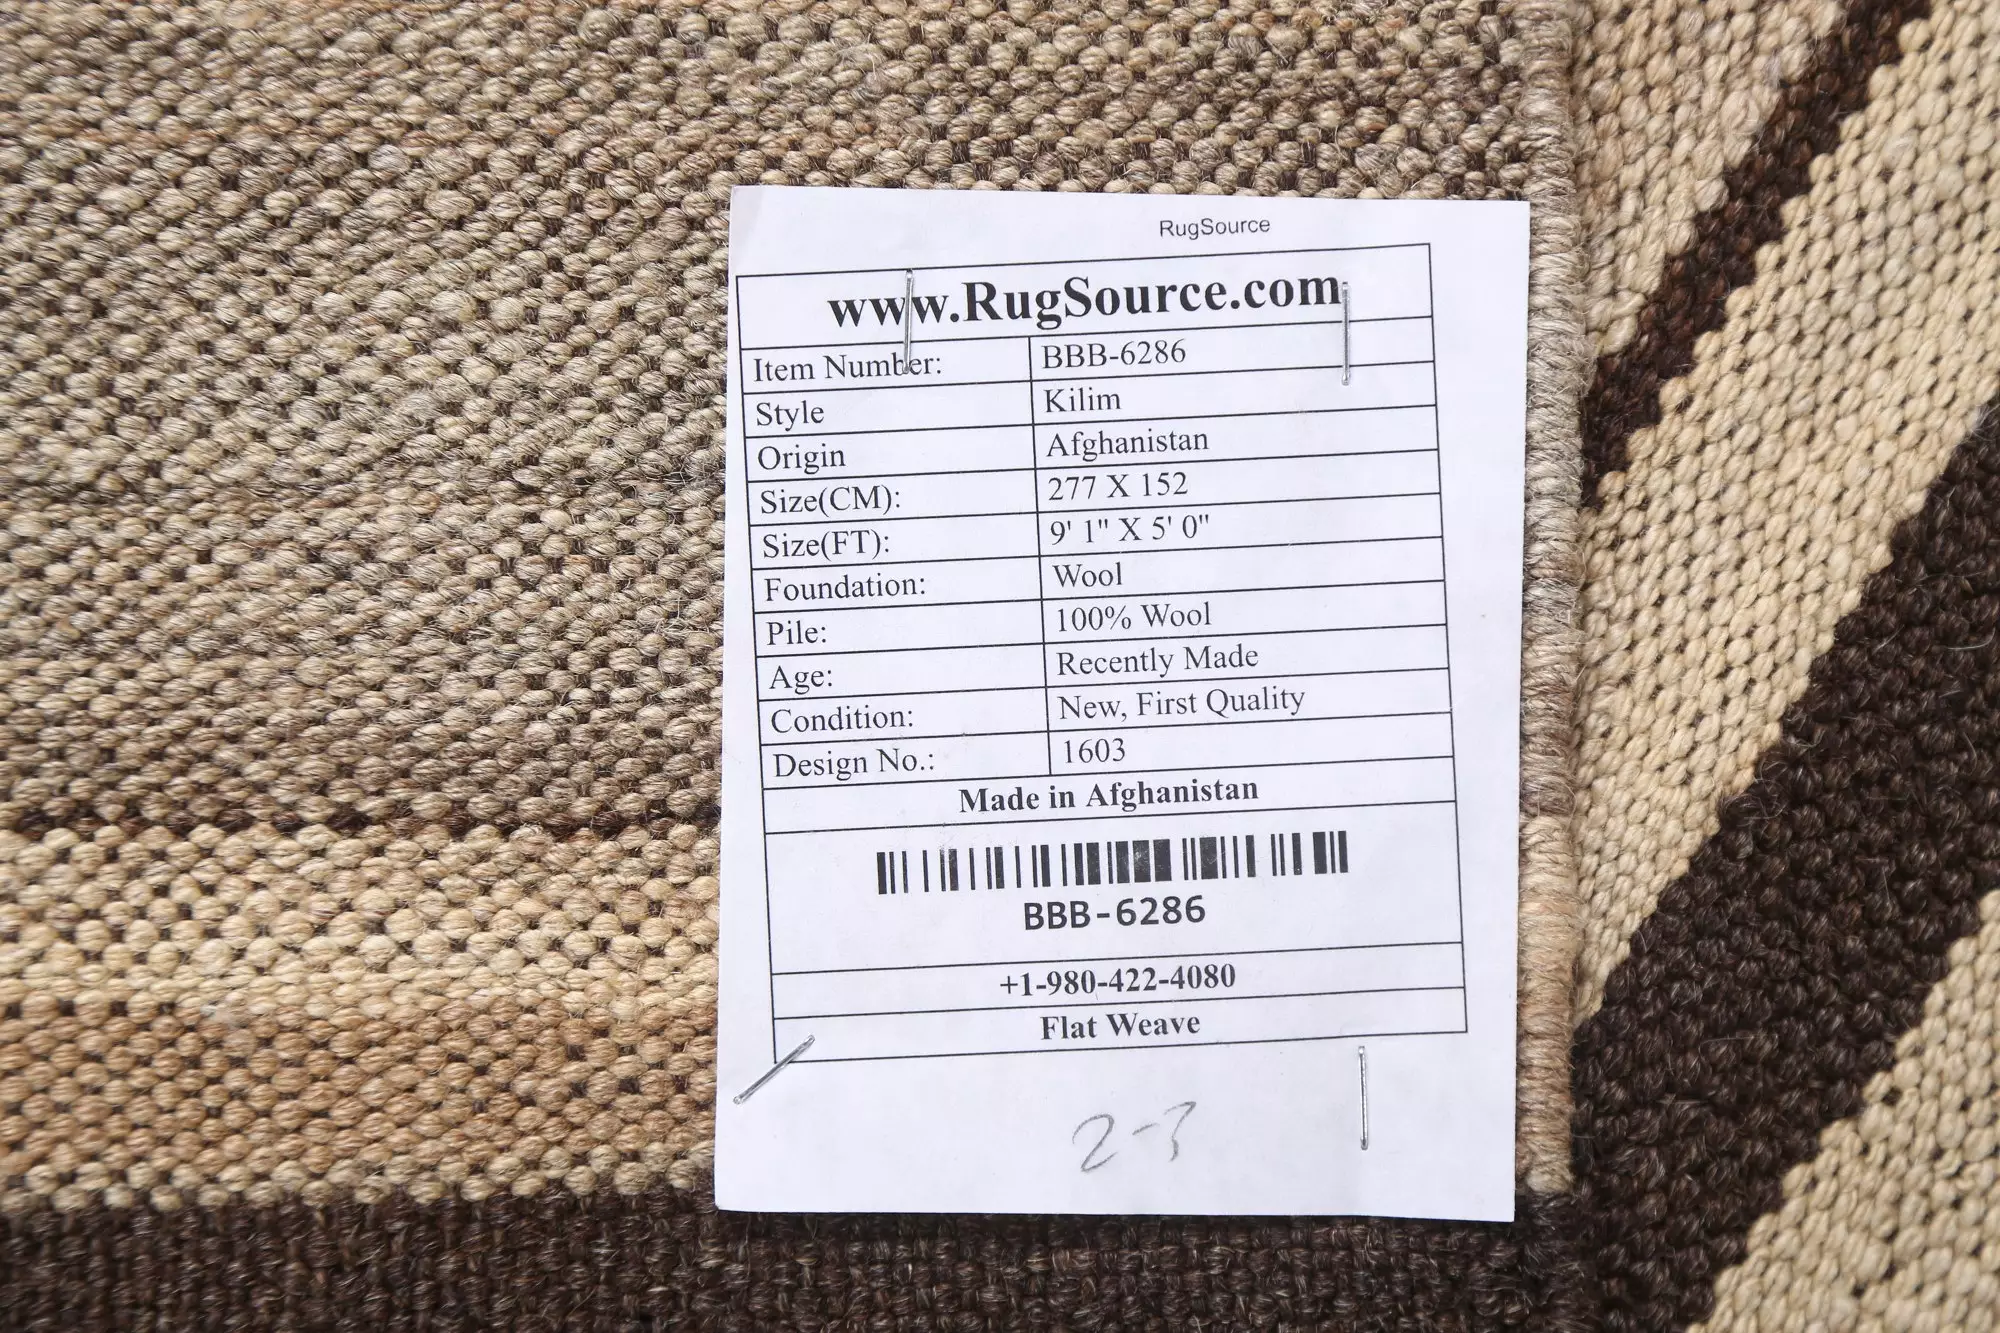 RugSource
www.RugSource.com
Item Number: BBB-6286
Style Kilim
Origin Afghanistan
Size(CM): 277 X 152
Size(FT): 9' 1" X 5' 0"
Foundation: Wool
Pile: 100% Wool
Age: Recently Made
Condition: New, First Quality
Design No.: 1603
Made in Afghanistan
BBB-6286
+1-980-422-4080
Flat Weave